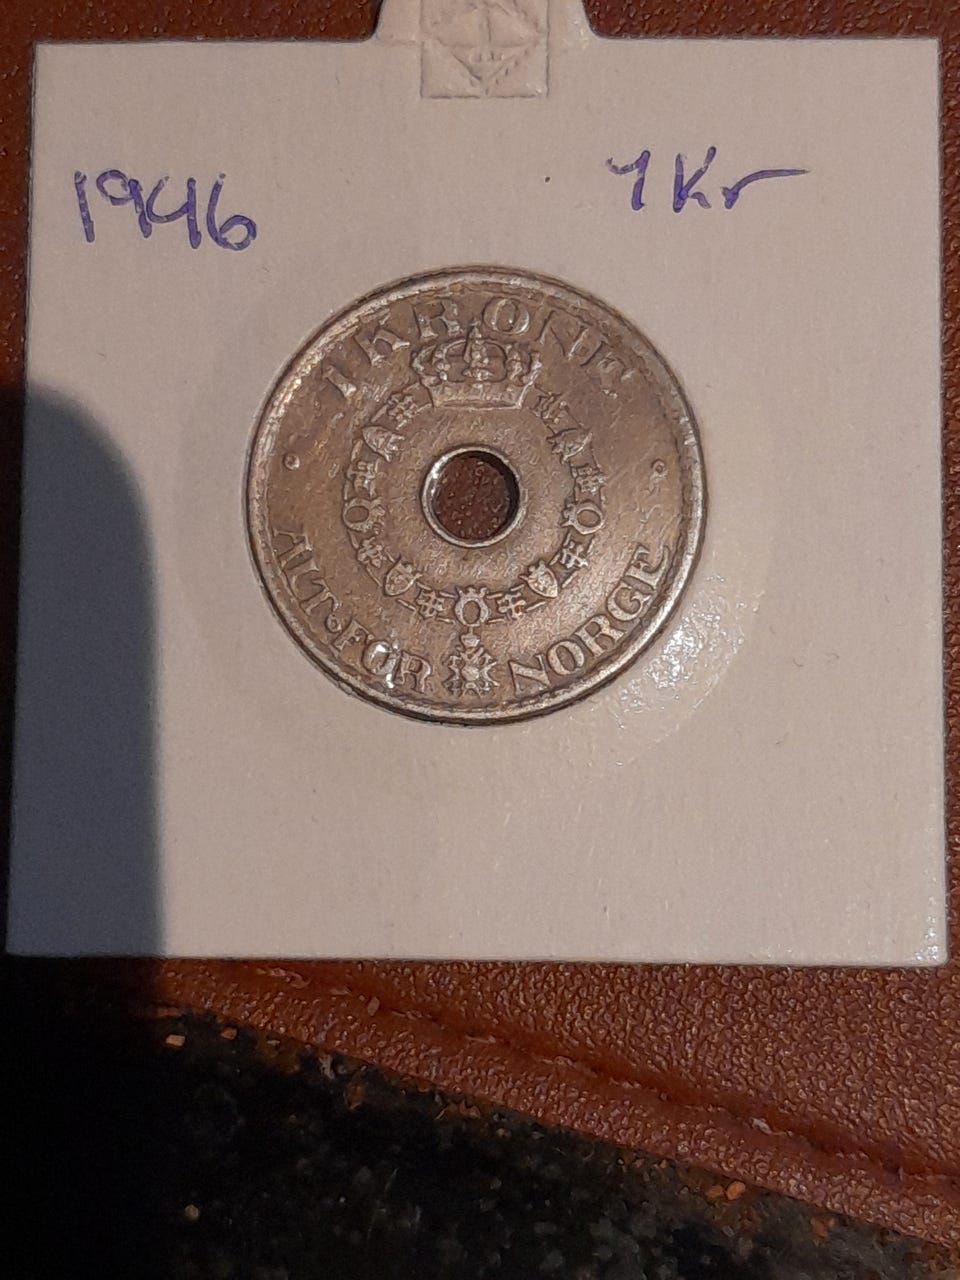 1946
1 Kr
1 KRONE
ALT·FOR NORGE